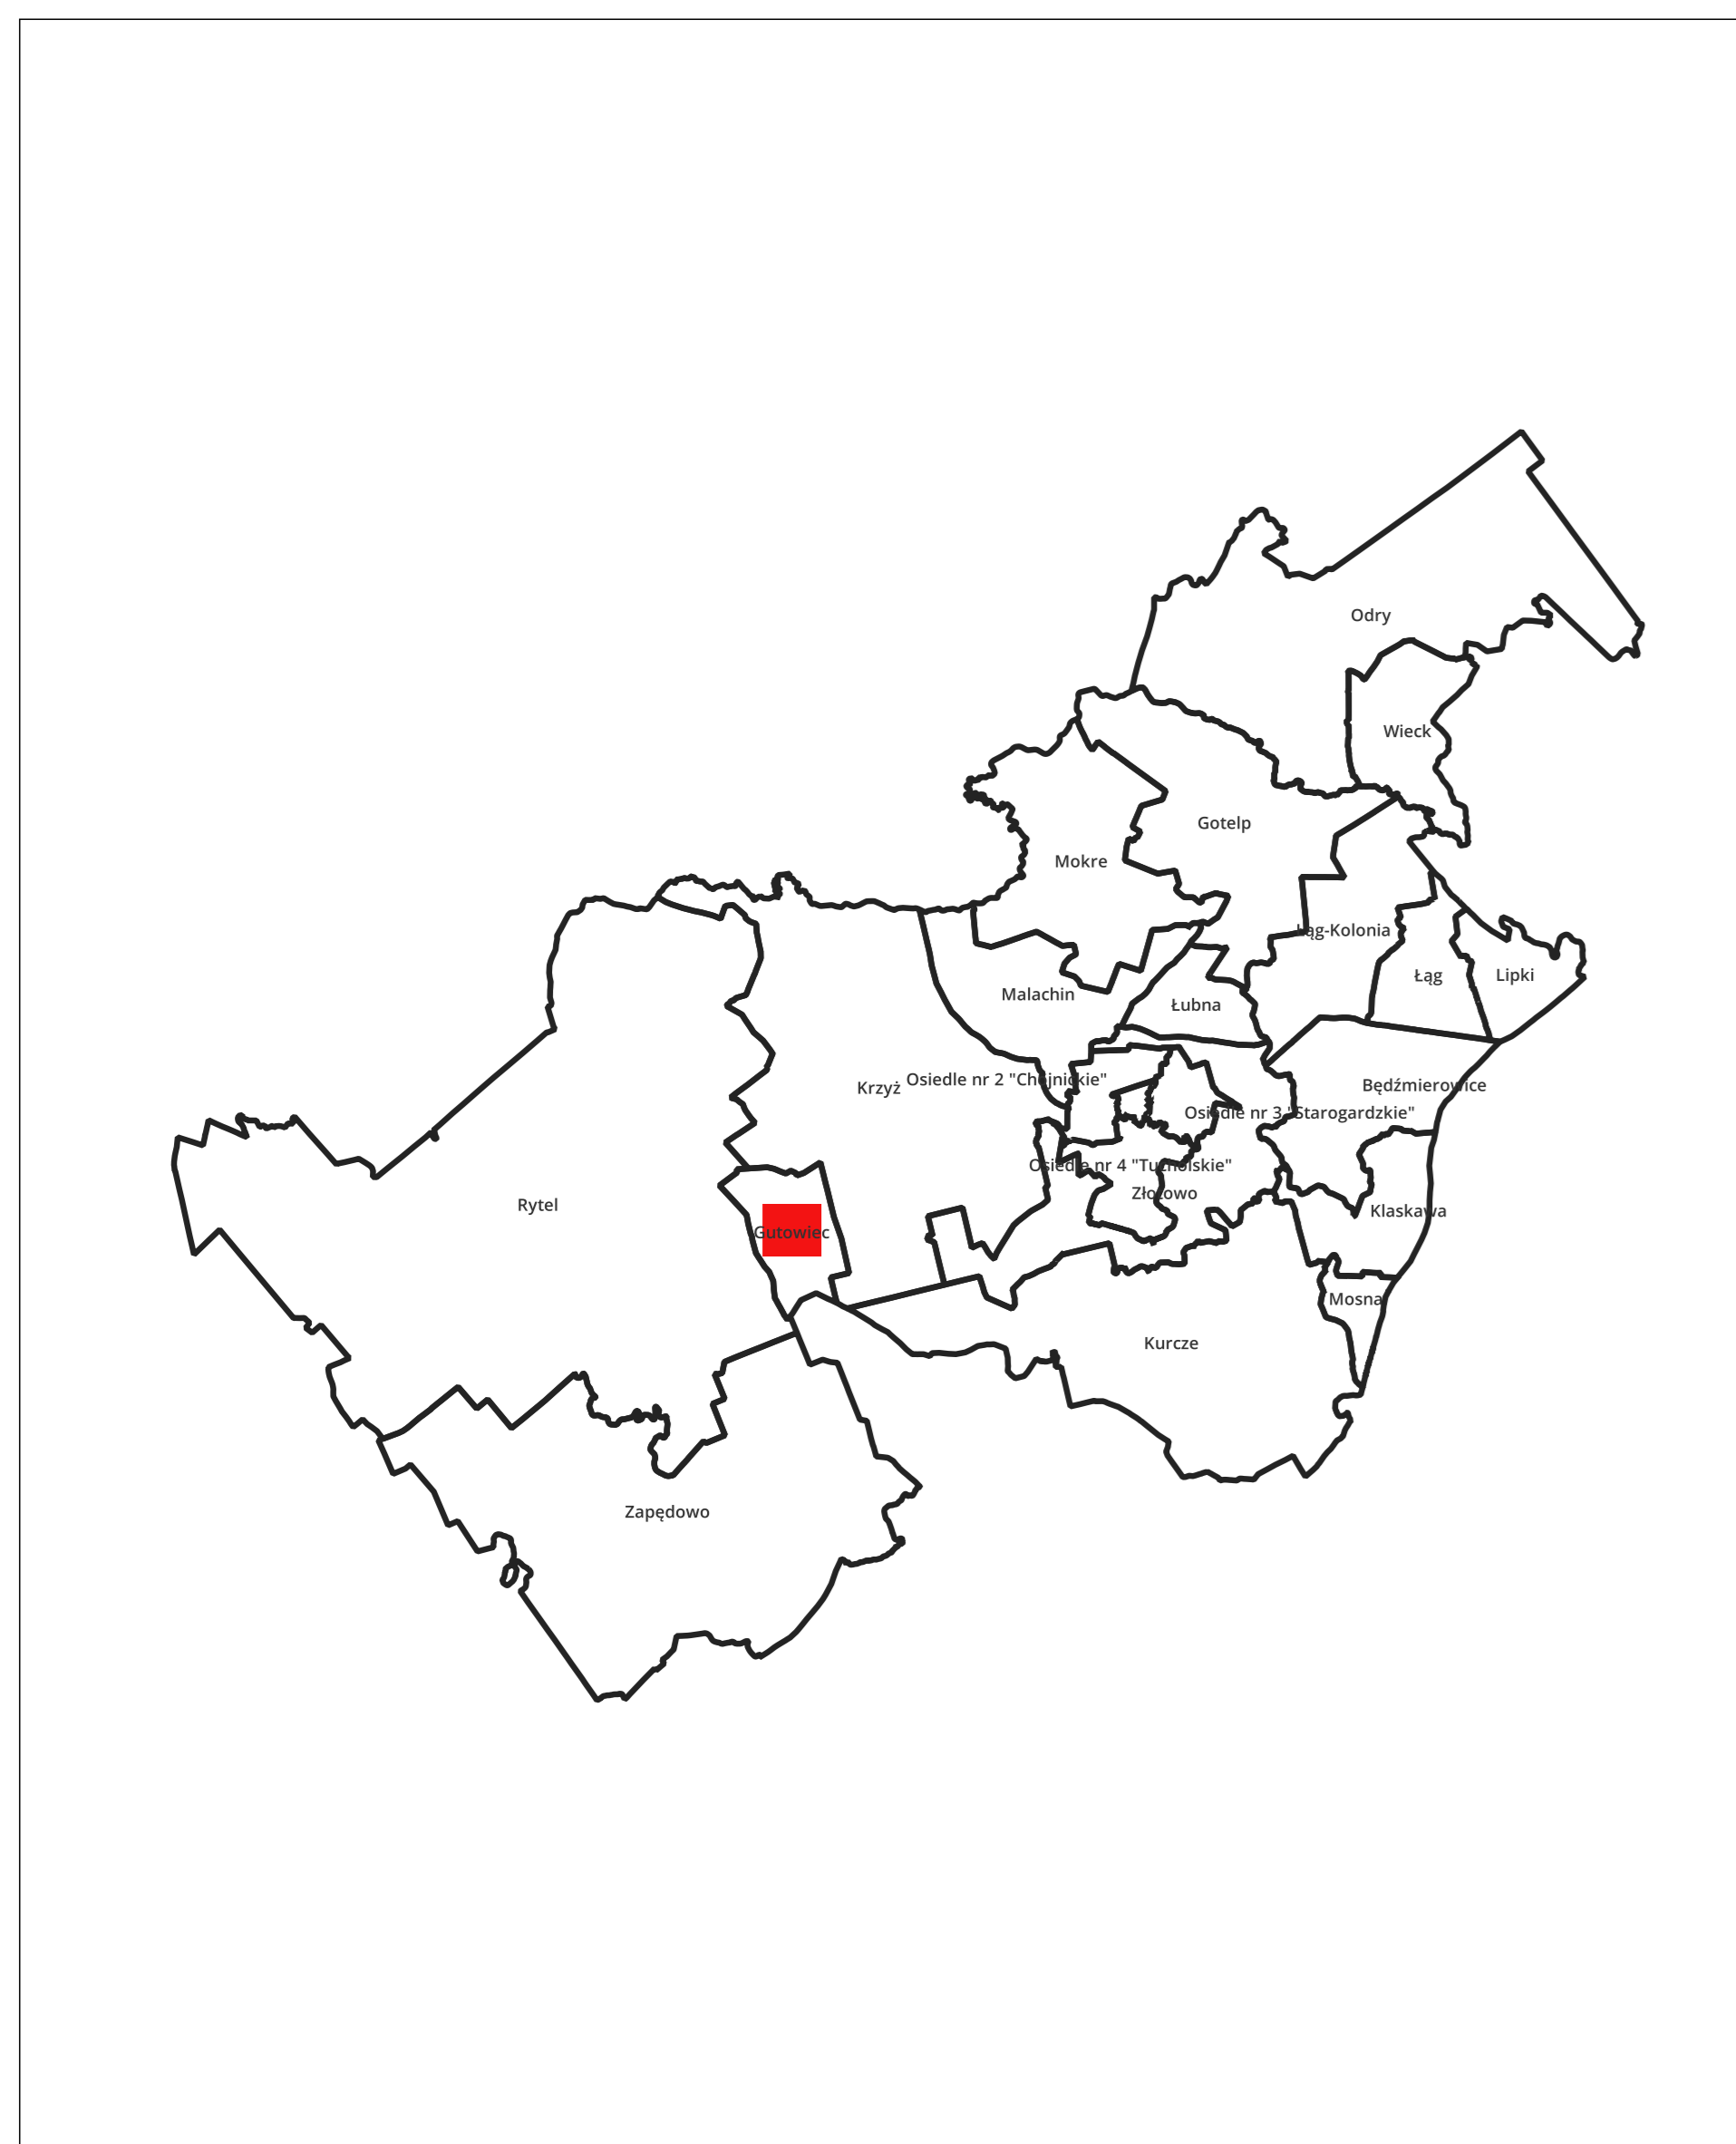 Odry
Wieck
Gotelp
Mokre
Łąg-Kolonia
Łąg
Lipki
Malachin
Łubna
Osiedle nr 2 "Chojnickie"
Krzyż
Będźmierowice
Osiedle nr 3 "Starogardzkie"
Osiedle nr 4 "Tucholskie"
Złotowo
Rytel
Klaskawa
Gutowiec
Mosna
Kurcze
Zapędowo